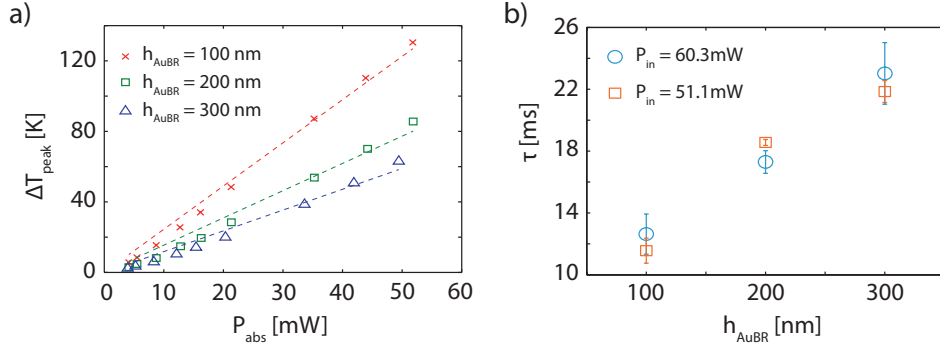 a)
h_AuBR = 100 nm
h_AuBR = 200 nm
h_AuBR = 300 nm
ΔT_peak [K]
120
80
40
0
0 10 20 30 40 50 60
P_abs [mW]
b)
P_in = 60.3mW
P_in = 51.1mW
τ [ms]
26
22
18
14
10
100 200 300
h_AuBR [nm]